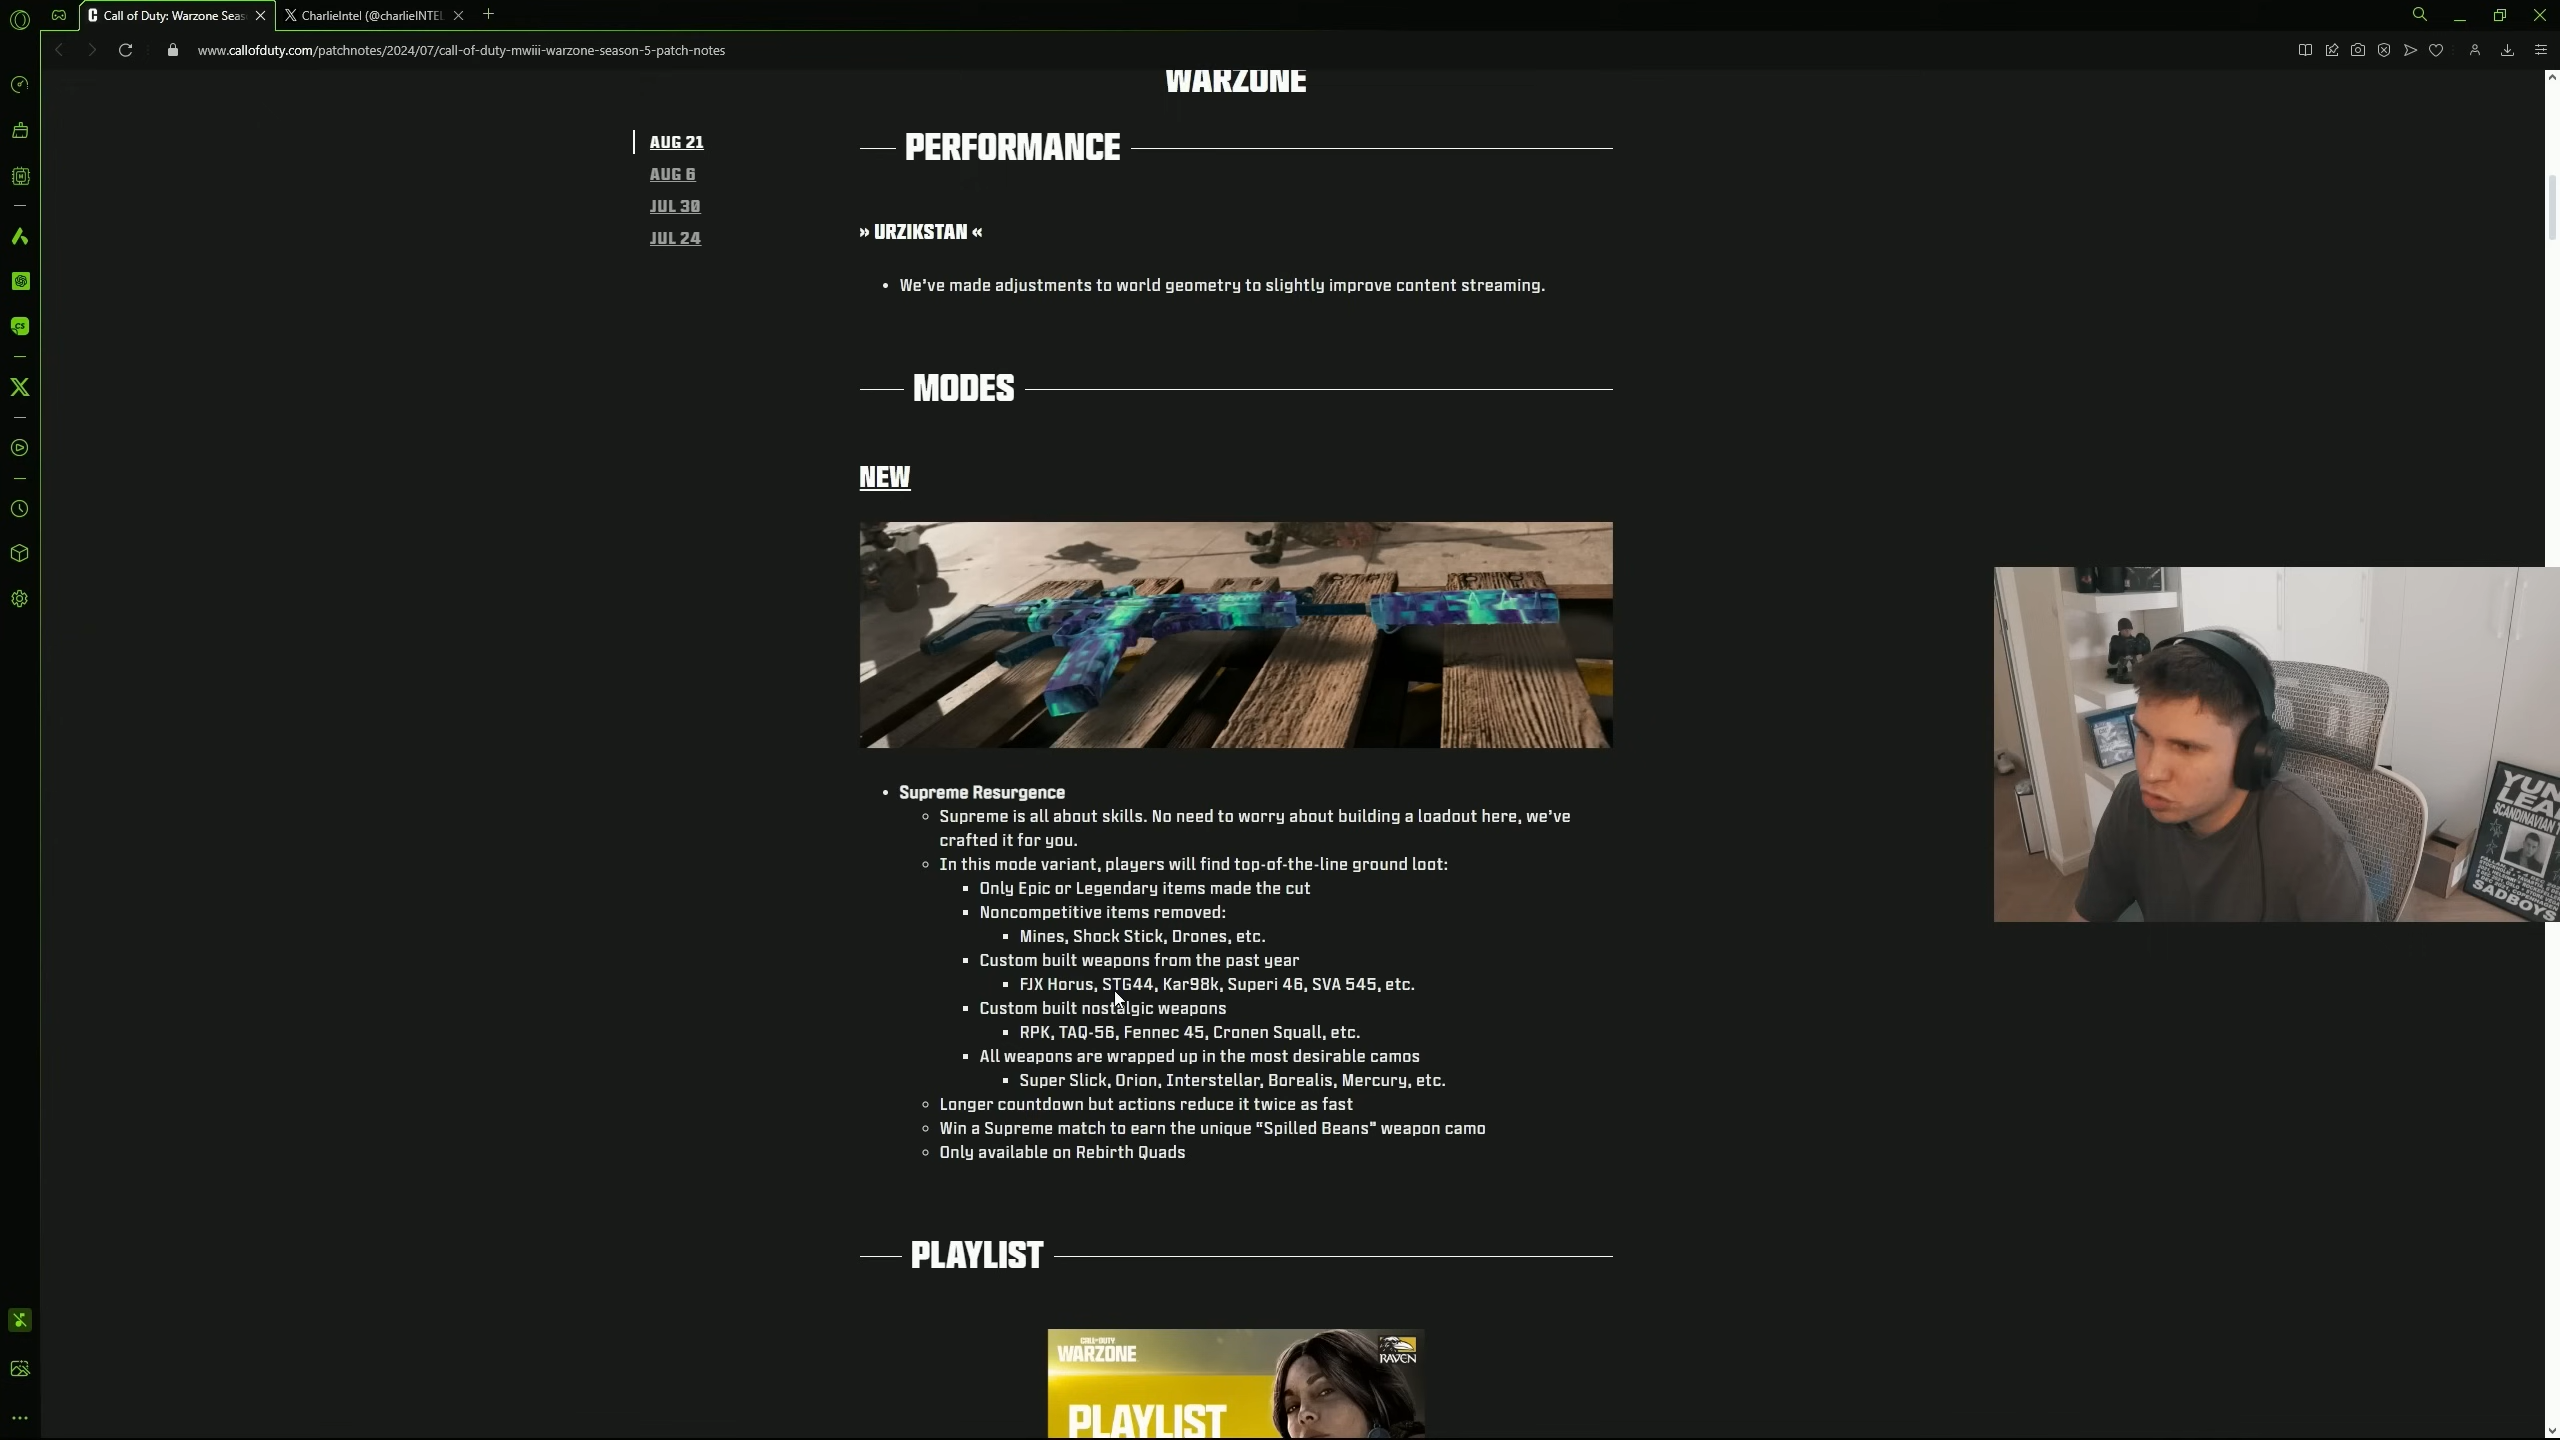 Call of Duty: Warzone Seas
CharlieIntel (@charlieINTEL
www.callofduty.com/patchnotes/2024/07/call-of-duty-mwiii-warzone-season-5-patch-notes
WARZONE
AUG 21
AUG 6
JUL 30
JUL 24
PERFORMANCE
» URZIKSTAN «
• We've made adjustments to world geometry to slightly improve content streaming.
MODES
NEW
• Supreme Resurgence
Supreme is all about skills. No need to worry about building a loadout here, we've
crafted it for you.
In this mode variant, players will find top-of-the-line ground loot:
Only Epic or Legendary items made the cut
Noncompetitive items removed:
Mines, Shock Stick, Drones, etc.
Custom built weapons from the past year
FJX Horus, STG44, Kar98k, Superi 46, SVA 545, etc.
Custom built nostalgic weapons
RPK, TAQ-56, Fennec 45, Cronen Squall, etc.
All weapons are wrapped up in the most desirable camos
Super Slick, Orion, Interstellar, Borealis, Mercury, etc.
Longer countdown but actions reduce it twice as fast
Win a Supreme match to earn the unique “Spilled Beans” weapon camo
Only available on Rebirth Quads
YUN
LEA
SCANDINAVIAN T
SADBOYS
PLAYLIST
CALL OF DUTY
WARZONE
RAVEN
PLAYLIST